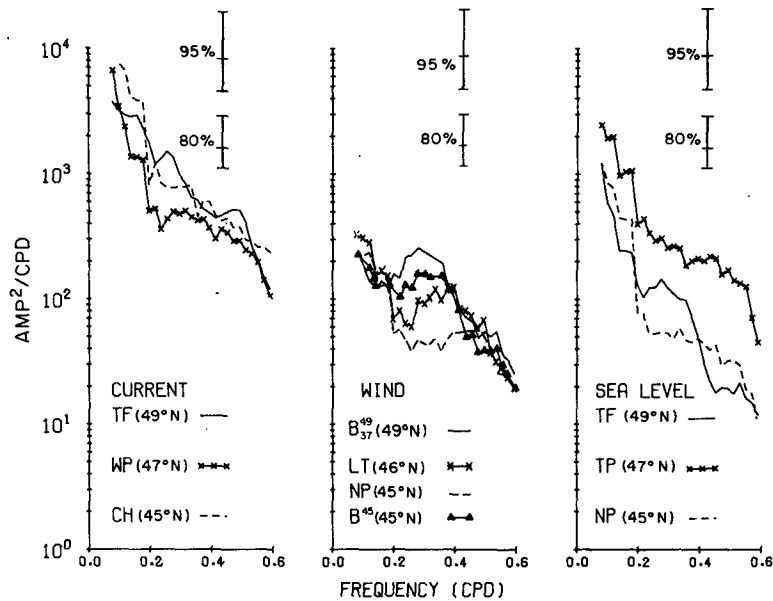 95%
80%
95%
80%
95%
80%
10⁴
10³
10²
10¹
10⁰
AMP²/CPD
CURRENT
TF (49°N)
WP (47°N)
CH (45°N)
WIND
B⁴⁹₃₇ (49°N)
LT (46°N)
NP (45°N)
B⁴⁵ (45°N)
SEA LEVEL
TF (49°N)
TP (47°N)
NP (45°N)
0.0 0.2 0.4 0.6
0.0 0.2 0.4 0.6
0.0 0.2 0.4 0.6
FREQUENCY (CPD)